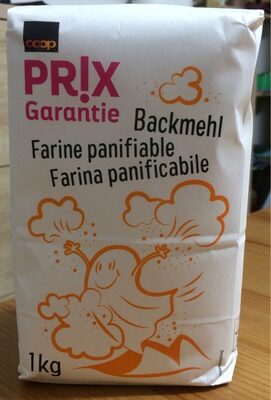 coop
PR!X
Garantie
Backmehl
Farine panifiable
Farina panificabile
1kg